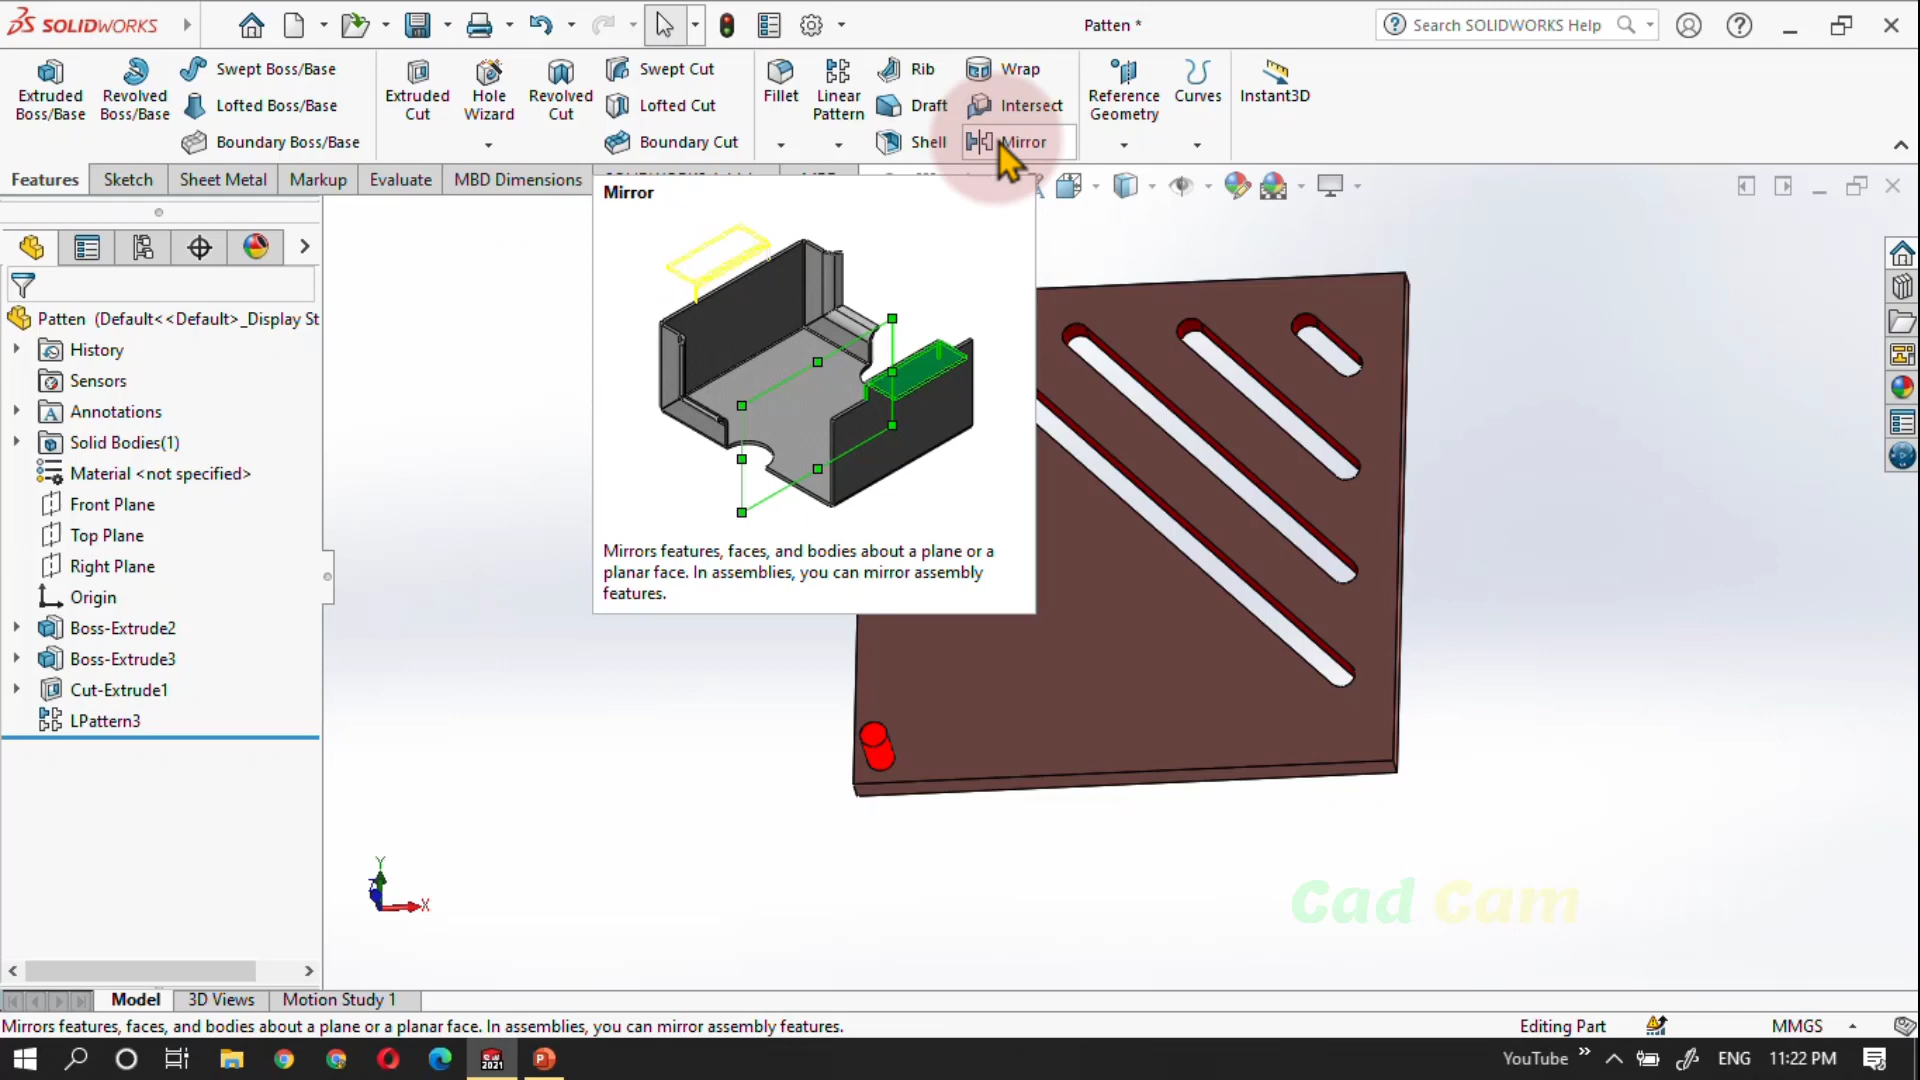 SOLIDWORKS
Patten *
Search SOLIDWORKS Help
Extruded
Boss/Base
Revolved
Boss/Base
Swept Boss/Base
Lofted Boss/Base
Boundary Boss/Base
Extruded
Cut
Hole
Wizard
Revolved
Cut
Swept Cut
Lofted Cut
Boundary Cut
Fillet
Linear
Pattern
Rib
Draft
Shell
Wrap
Intersect
Mirror
Reference
Geometry
Curves
Instant3D
Features
Sketch
Sheet Metal
Markup
Evaluate
MBD Dimensions
Mirror
Mirrors features, faces, and bodies about a plane or a
planar face. In assemblies, you can mirror assembly
features.
Patten (Default<<Default>_Display St
History
Sensors
Annotations
Solid Bodies(1)
Material <not specified>
Front Plane
Top Plane
Right Plane
Origin
Boss-Extrude2
Boss-Extrude3
Cut-Extrude1
LPattern3
Y
X
Cad Cam
Model
3D Views
Motion Study 1
Mirrors features, faces, and bodies about a plane or a planar face. In assemblies, you can mirror assembly features.
Editing Part
MMGS
2021
YouTube
ENG
11:22 PM